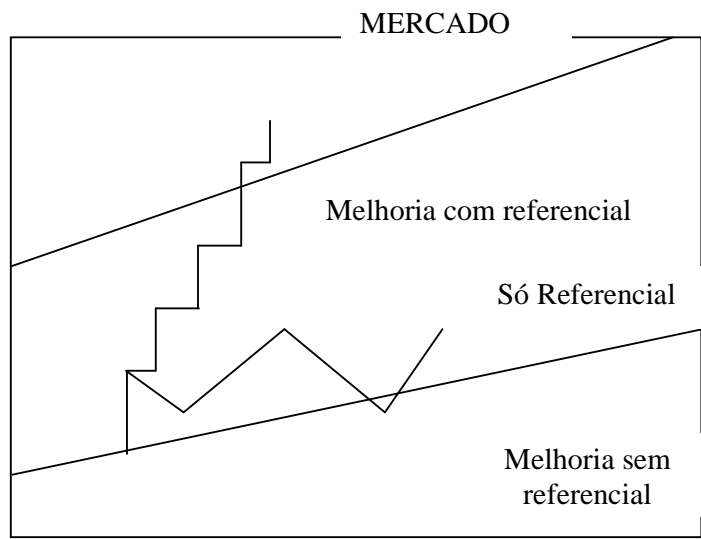 MERCADO
Melhoria com referencial
Só Referencial
Melhoria sem
referencial